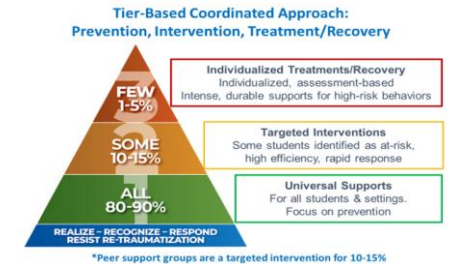 Tier-Based Coordinated Approach:
Prevention, Intervention, Treatment/Recovery
3
FEW
1-5%
Individualized Treatments/Recovery
Individualized, assessment-based
Intense, durable supports for high-risk behaviors
2
SOME
10-15%
Targeted Interventions
Some students identified as at-risk,
high efficiency, rapid response
1
ALL
80-90%
Universal Supports
For all students & settings.
Focus on prevention
REALIZE – RECOGNIZE – RESPOND
RESIST RE-TRAUMATIZATION
*Peer support groups are a targeted intervention for 10-15%